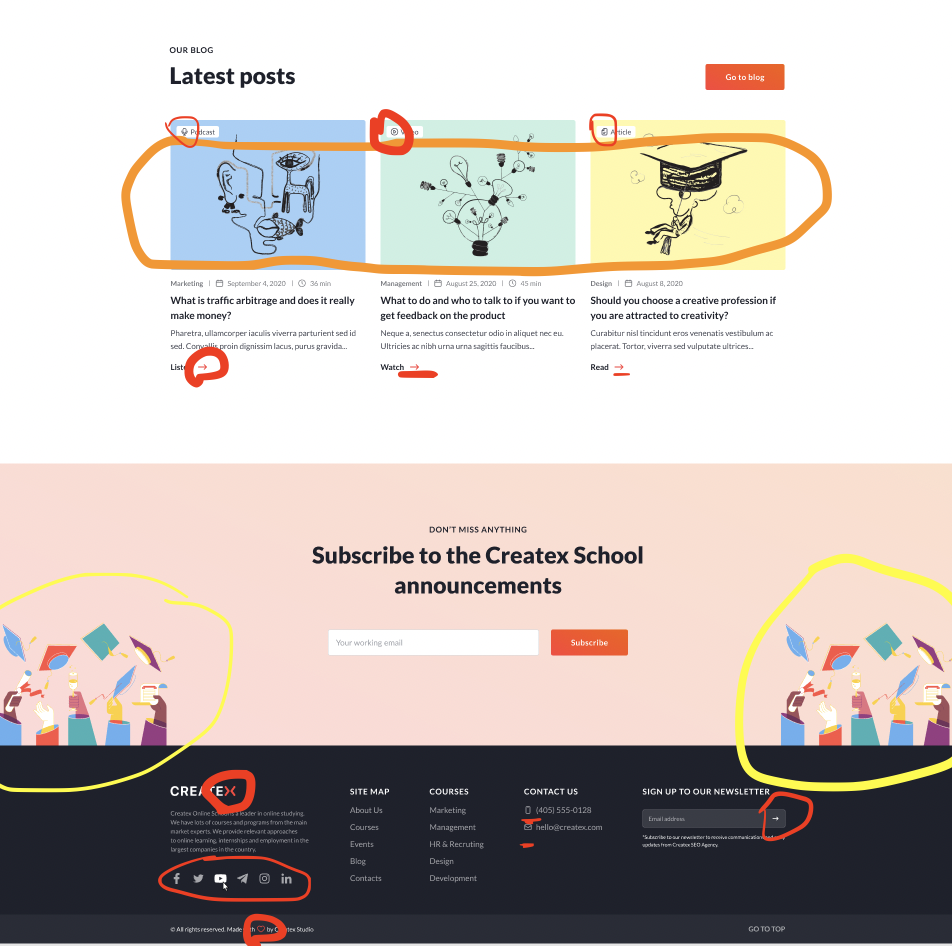 OUR BLOG
Latest posts
Go to blog
Podcast
Video
Article
Marketing | September 4, 2020 | 36 min
What is traffic arbitrage and does it really
make money?
Pharetra, ullamcorper iaculis viverra parturient sed id
sed. Convallis proin dignissim lacus, purus gravida...
Listen →
Management | August 25, 2020 | 45 min
What to do and who to talk to if you want to
get feedback on the product
Neque a, senectus consectetur odio in aliquet nec eu.
Ultricies ac nibh urna urna sagittis faucibus...
Watch →
Design | August 8, 2020
Should you choose a creative profession if
you are attracted to creativity?
Curabitur nisl tincidunt eros venenatis vestibulum ac
placerat. Tortor, viverra sed vulputate ultrices...
Read →
DON'T MISS ANYTHING
Subscribe to the Createx School
announcements
Your working email
Subscribe
CREATEX
Createx Online School is a leader in online studying.
We have lots of courses and programs from the main
market experts. We provide relevant approaches
to online learning, internships and employment in the
largest companies in the country.
SITE MAP
About Us
Courses
Events
Blog
Contacts
COURSES
Marketing
Management
HR & Recruting
Design
Development
CONTACT US
(405) 555-0128
hello@createx.com
SIGN UP TO OUR NEWSLETTER
Email address →
*Subscribe to our newsletter to receive communications and early
updates from Createx SEO Agency.
© All rights reserved. Made with by Createx Studio
GO TO TOP